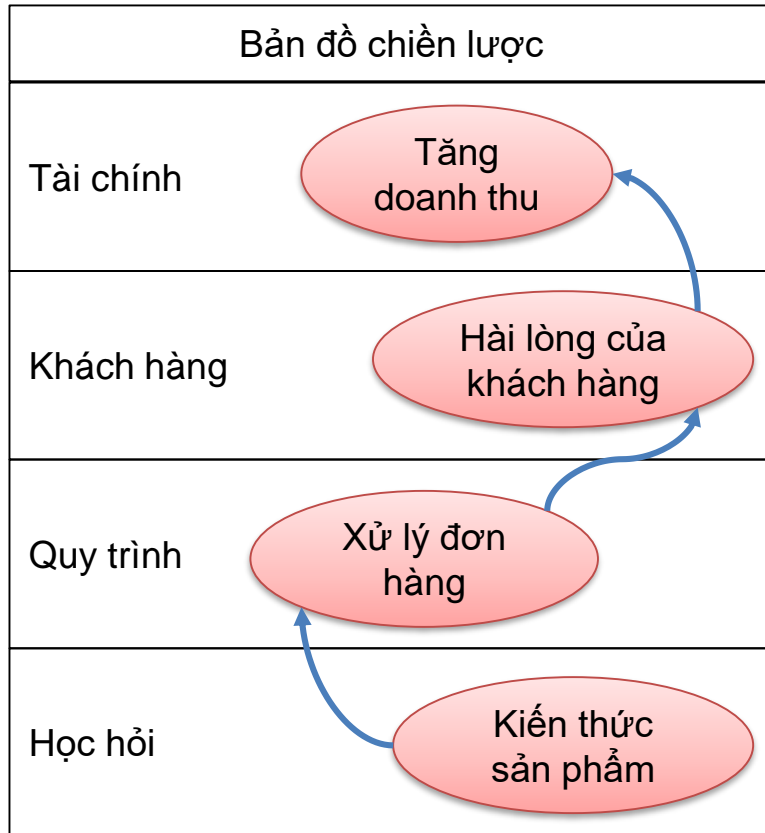 Bản đồ chiền lược
Tài chính
Tăng
doanh thu
Khách hàng
Hài lòng của
khách hàng
Quy trình
Xử lý đơn
hàng
Học hỏi
Kiến thức
sản phẩm